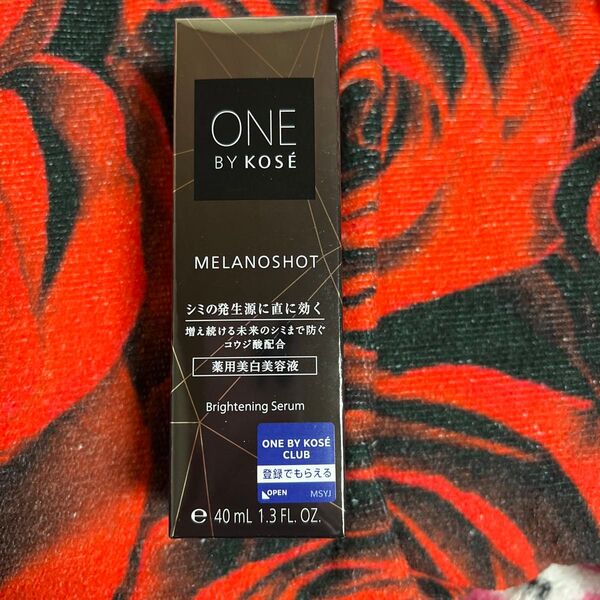 ONE
BY KOSÉ
MELANOSHOT
シミの発生源に直に効く
増え続ける未来のシミまで防ぐ
コウジ酸配合
薬用美白美容液
Brightening Serum
ONE BY KOSÉ
CLUB
登録でもらえる
OPEN MSYJ
℮ 40 mL 1.3 FL. OZ.